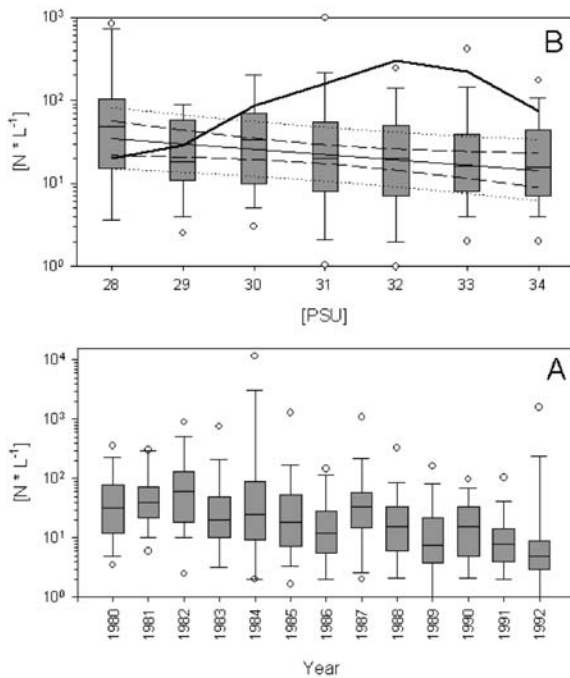 B
[N * L⁻¹]
10³
10²
10¹
10⁰
28 29 30 31 32 33 34
[PSU]
A
[N * L⁻¹]
10⁴
10³
10²
10¹
10⁰
1980 1981 1982 1983 1984 1985 1986 1987 1988 1989 1990 1991 1992
Year